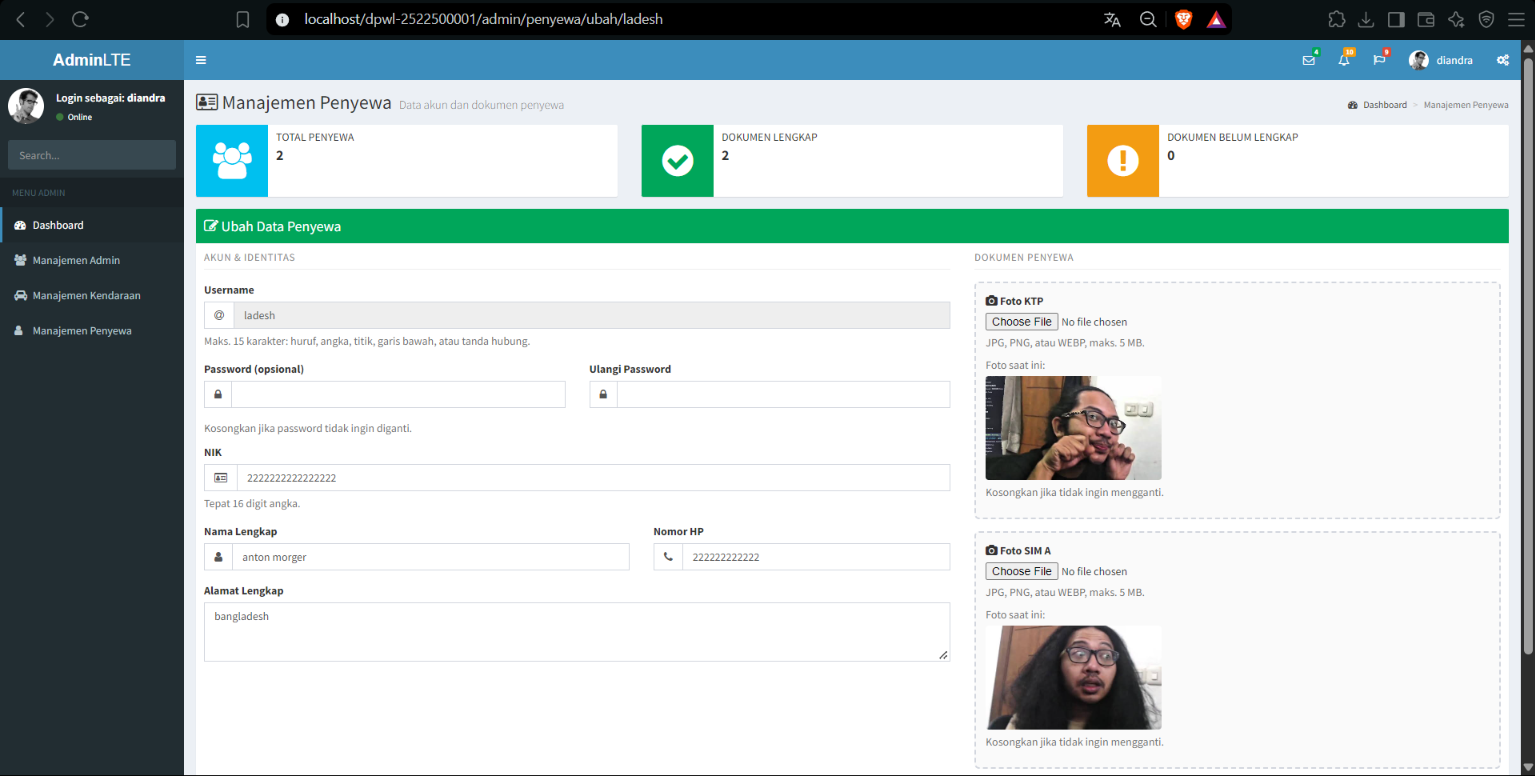 localhost/dpwl-2522500001/admin/penyewa/ubah/ladesh
AdminLTE
4
10
9
diandra
Login sebagai: diandra
Online
Search...
MENU ADMIN
Dashboard
Manajemen Admin
Manajemen Kendaraan
Manajemen Penyewa
Manajemen Penyewa Data akun dan dokumen penyewa
Dashboard > Manajemen Penyewa
TOTAL PENYEWA
2
DOKUMEN LENGKAP
2
DOKUMEN BELUM LENGKAP
0
Ubah Data Penyewa
AKUN & IDENTITAS
Username
@ ladesh
Maks. 15 karakter: huruf, angka, titik, garis bawah, atau tanda hubung.
Password (opsional)
Ulangi Password
Kosongkan jika password tidak ingin diganti.
NIK
2222222222222222
Tepat 16 digit angka.
Nama Lengkap
Nomor HP
anton morger
222222222222
Alamat Lengkap
bangladesh
DOKUMEN PENYEWA
Foto KTP
Choose File No file chosen
JPG, PNG, atau WEBP, maks. 5 MB.
Foto saat ini:
Kosongkan jika tidak ingin mengganti.
Foto SIM A
Choose File No file chosen
JPG, PNG, atau WEBP, maks. 5 MB.
Foto saat ini:
Kosongkan jika tidak ingin mengganti.